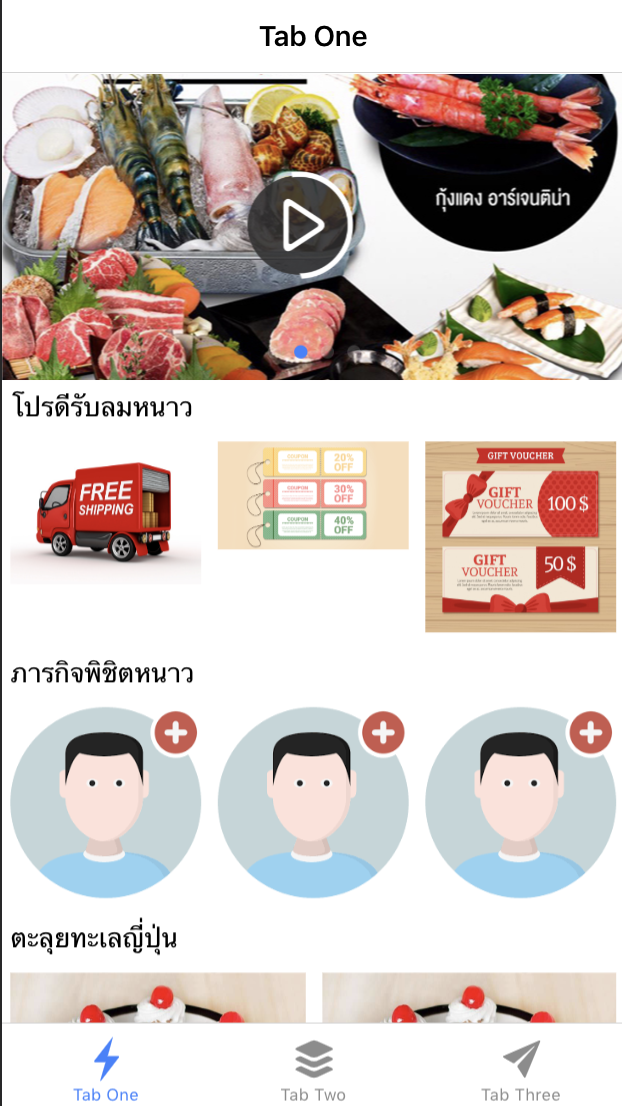 Tab One
กุ้งแดง อาร์เจนติน่า
โปรดีรับลมหนาว
FREE
SHIPPING
COUPON
20%
OFF
COUPON
30%
OFF
COUPON
40%
OFF
GIFT VOUCHER
GIFT
VOUCHER
100 $
GIFT
VOUCHER
50 $
ภารกิจพิชิตหนาว
ตะลุยทะเลญี่ปุ่น
Tab One
Tab Two
Tab Three